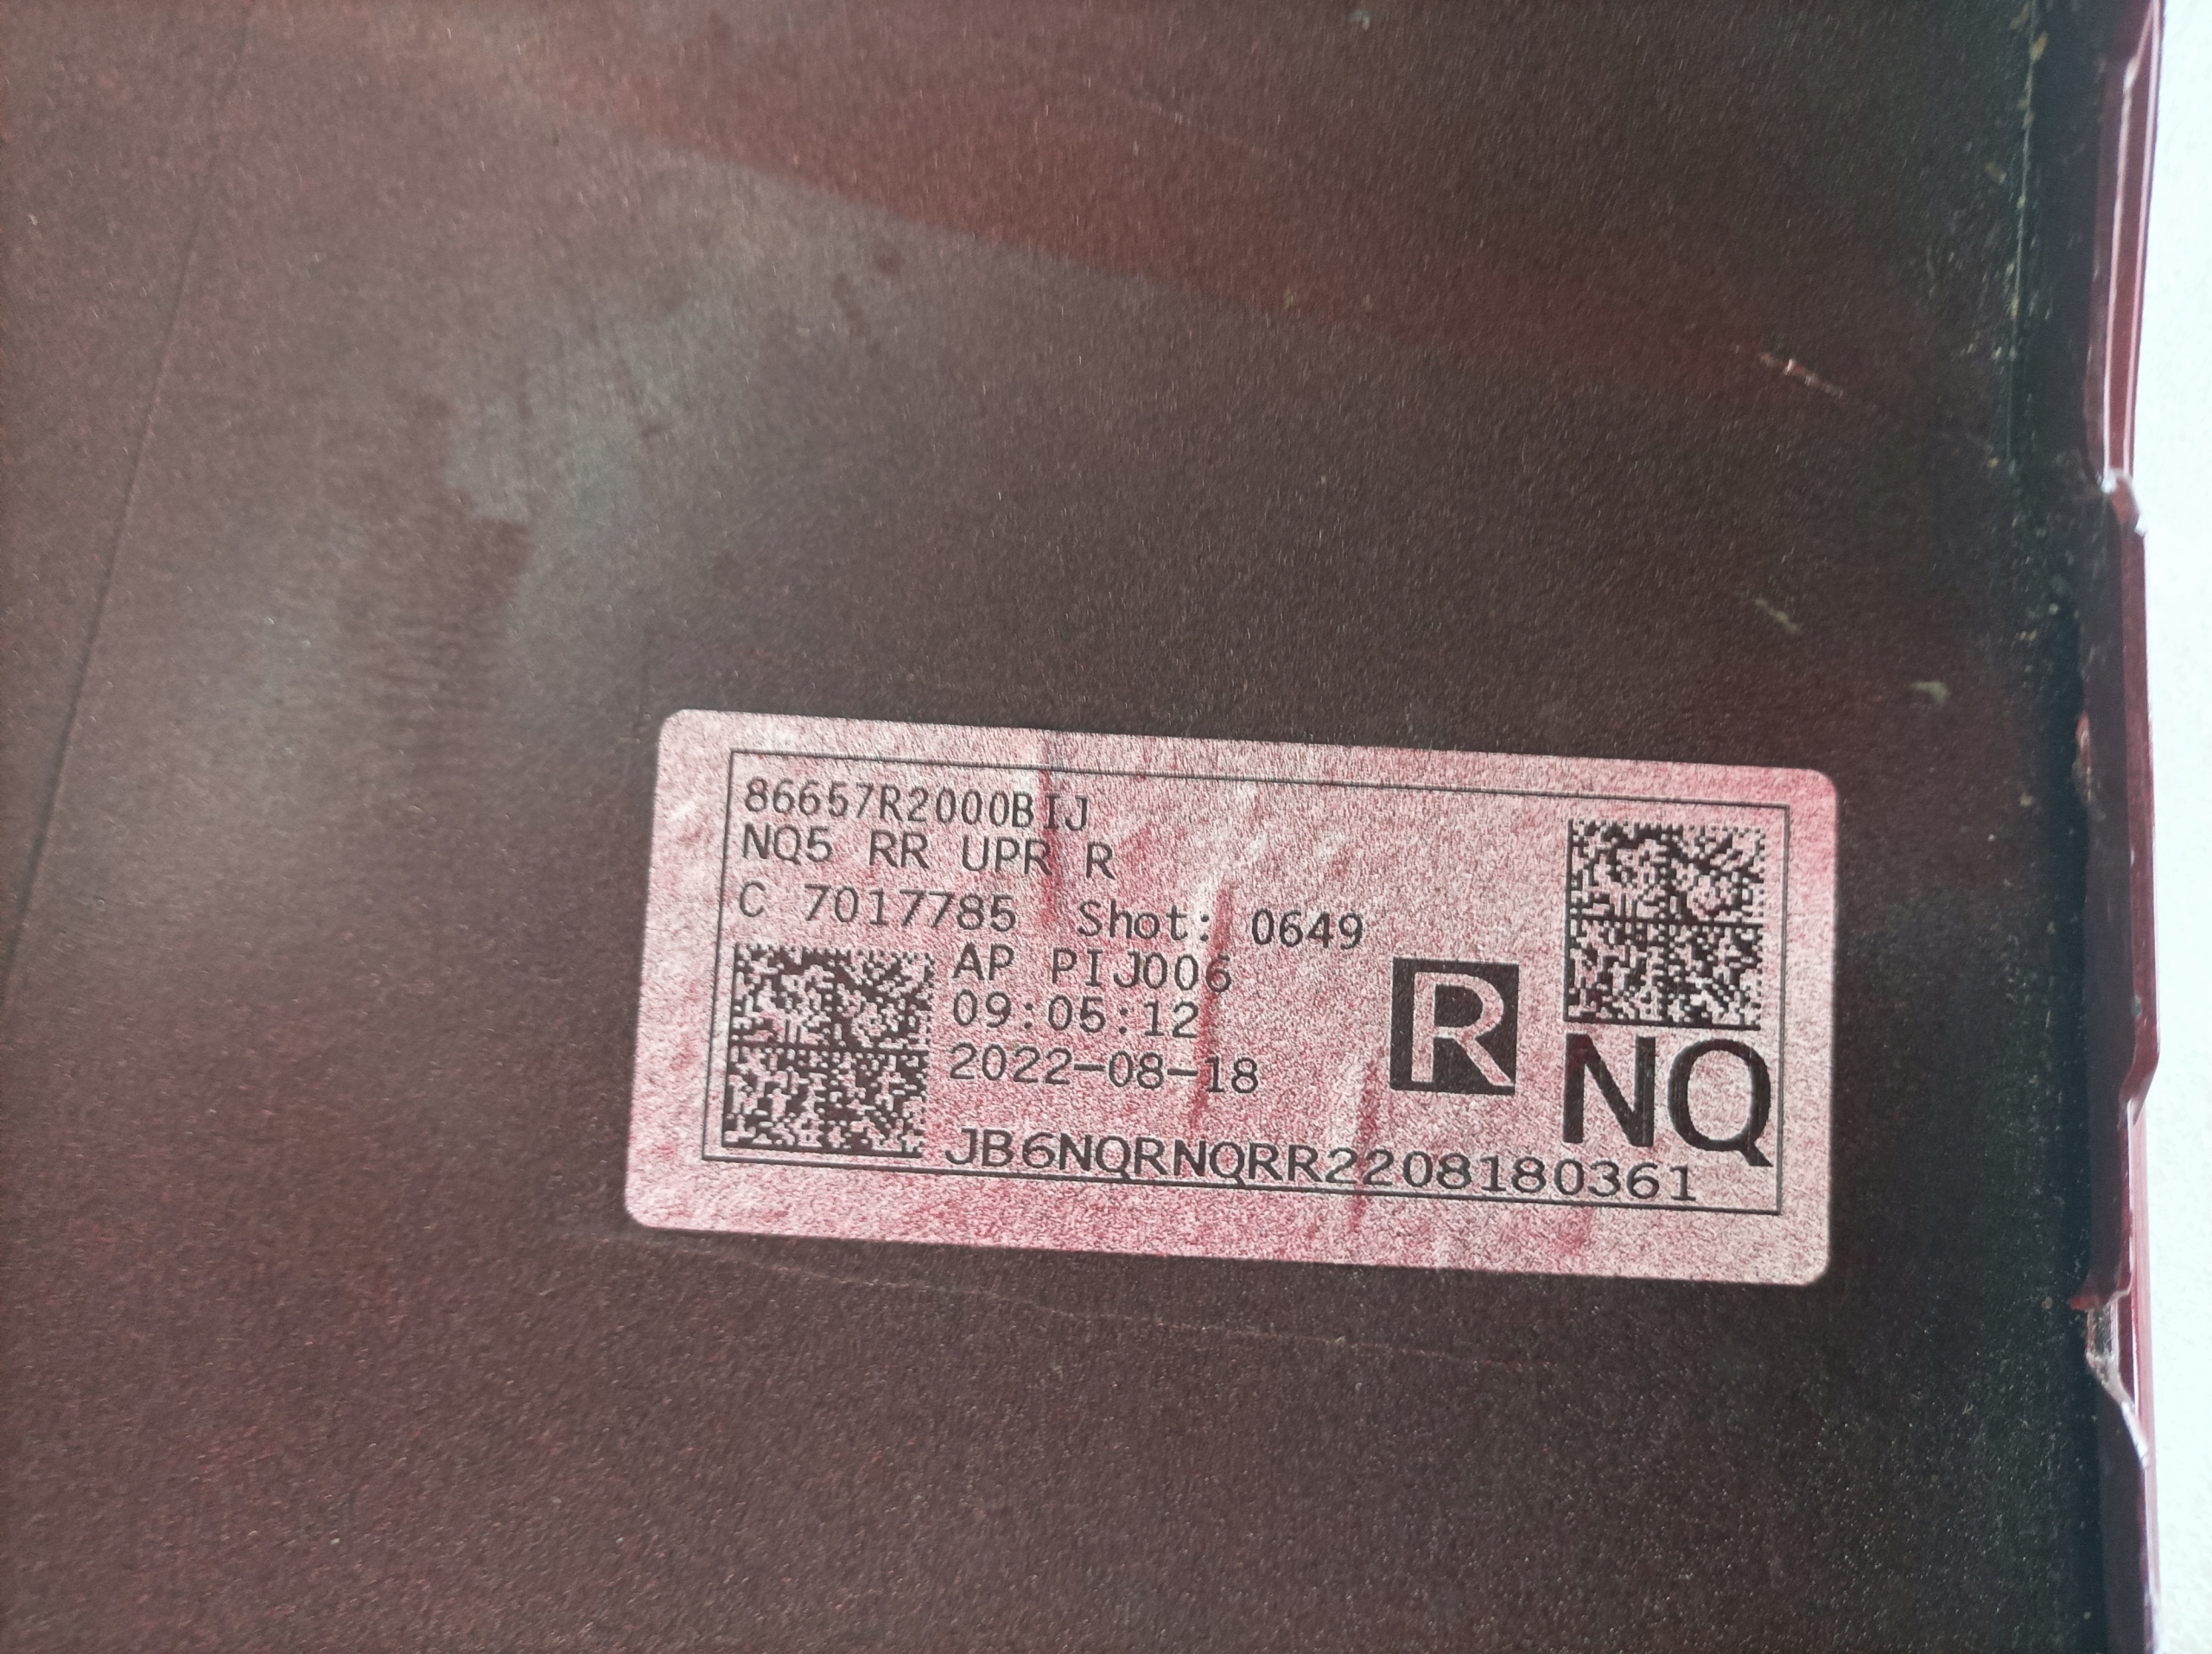 86657R2000BIJ
NQ5 RR UPR R
C 7017785 Shot: 0649
AP PIJ006
09:05:12
2022-08-18
R
NQ
JB6NQRNQRR2208180361